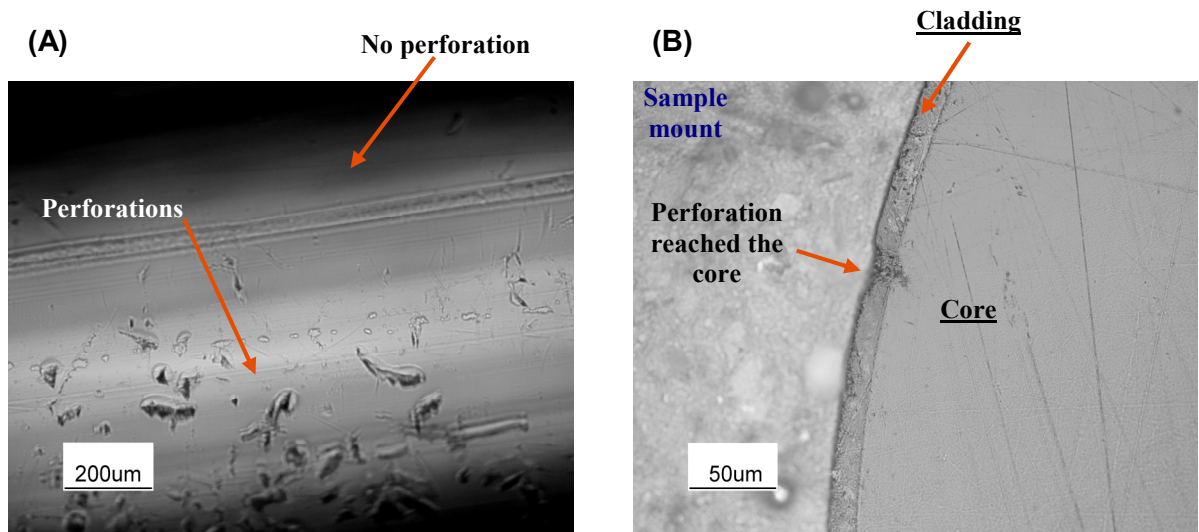 (A)
No perforation
Perforations
200um
(B)
Cladding
Sample
mount
Perforation
reached the
core
Core
50um